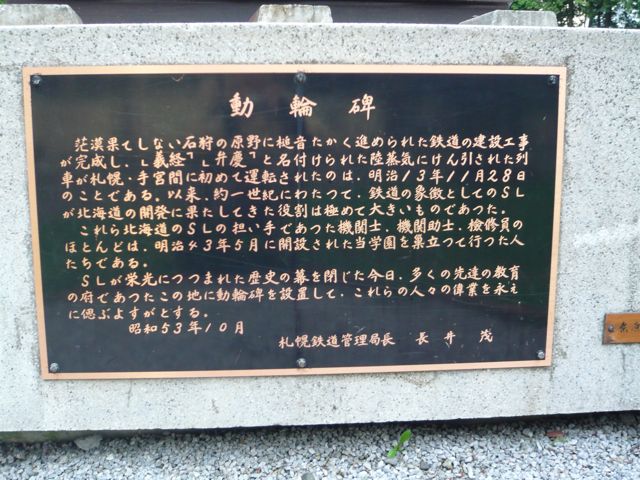 動輪碑
茫漠果てしない石狩の原野に槌音たかく進められた鉄道の建設工事
が完成し、「義経」「弁慶」と名付けられた陸蒸気にけん引された列
車が札幌・手宮間に初めて運転されたのは、明治13年11月28日
のことである。以来、約一世紀にわたつて、鉄道の象徴としてのSL
が北海道の開発に果たしてきた役割は極めて大きいものであつた。
これら北海道のSLの担い手であつた機関士、機関助士、検修員の
ほとんどは、明治43年5月に開設された当学園を巣立つて行つた人
たちである。
SLが栄光につつまれた歴史の幕を閉じた今日、多くの先達の教育
の府であつたこの地に動輪碑を設置して、これらの人々の偉業を永え
に偲ぶよすがとする。
昭和53年10月
札幌鉄道管理局長 長井 茂